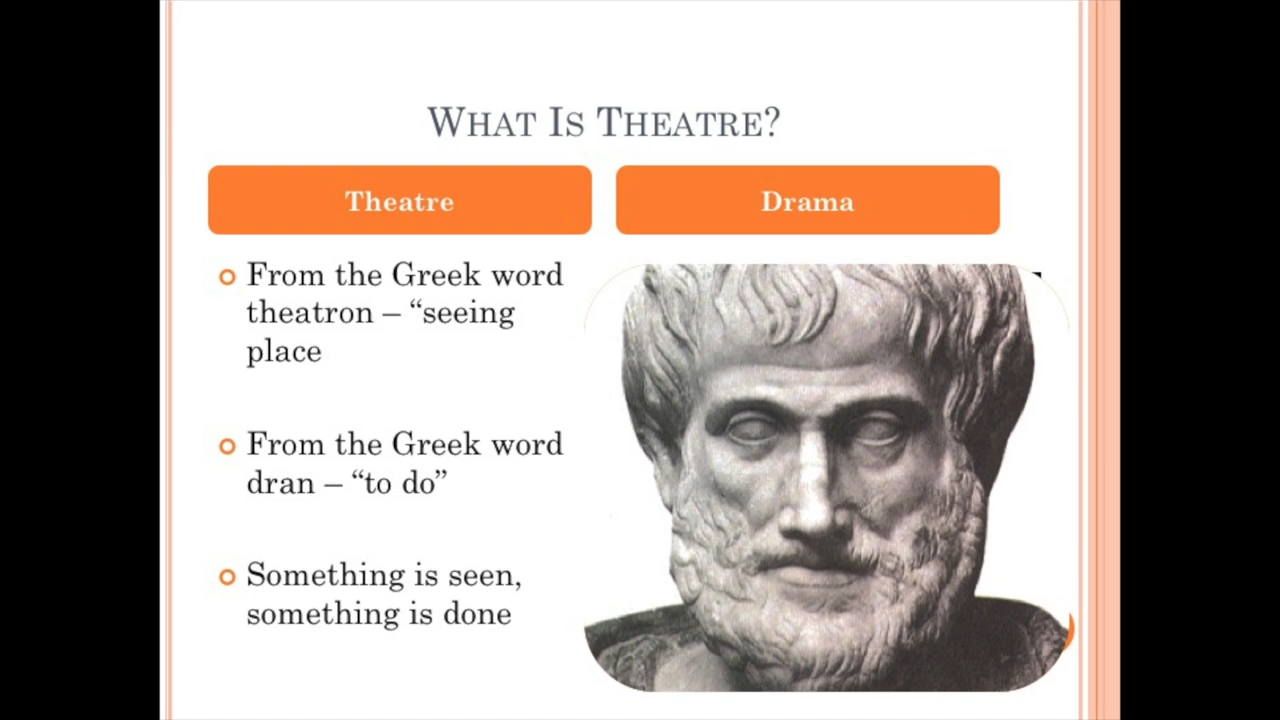 What Is Theatre?
Theatre
Drama
From the Greek word
theatron – “seeing
place
From the Greek word
dran – “to do”
Something is seen,
something is done